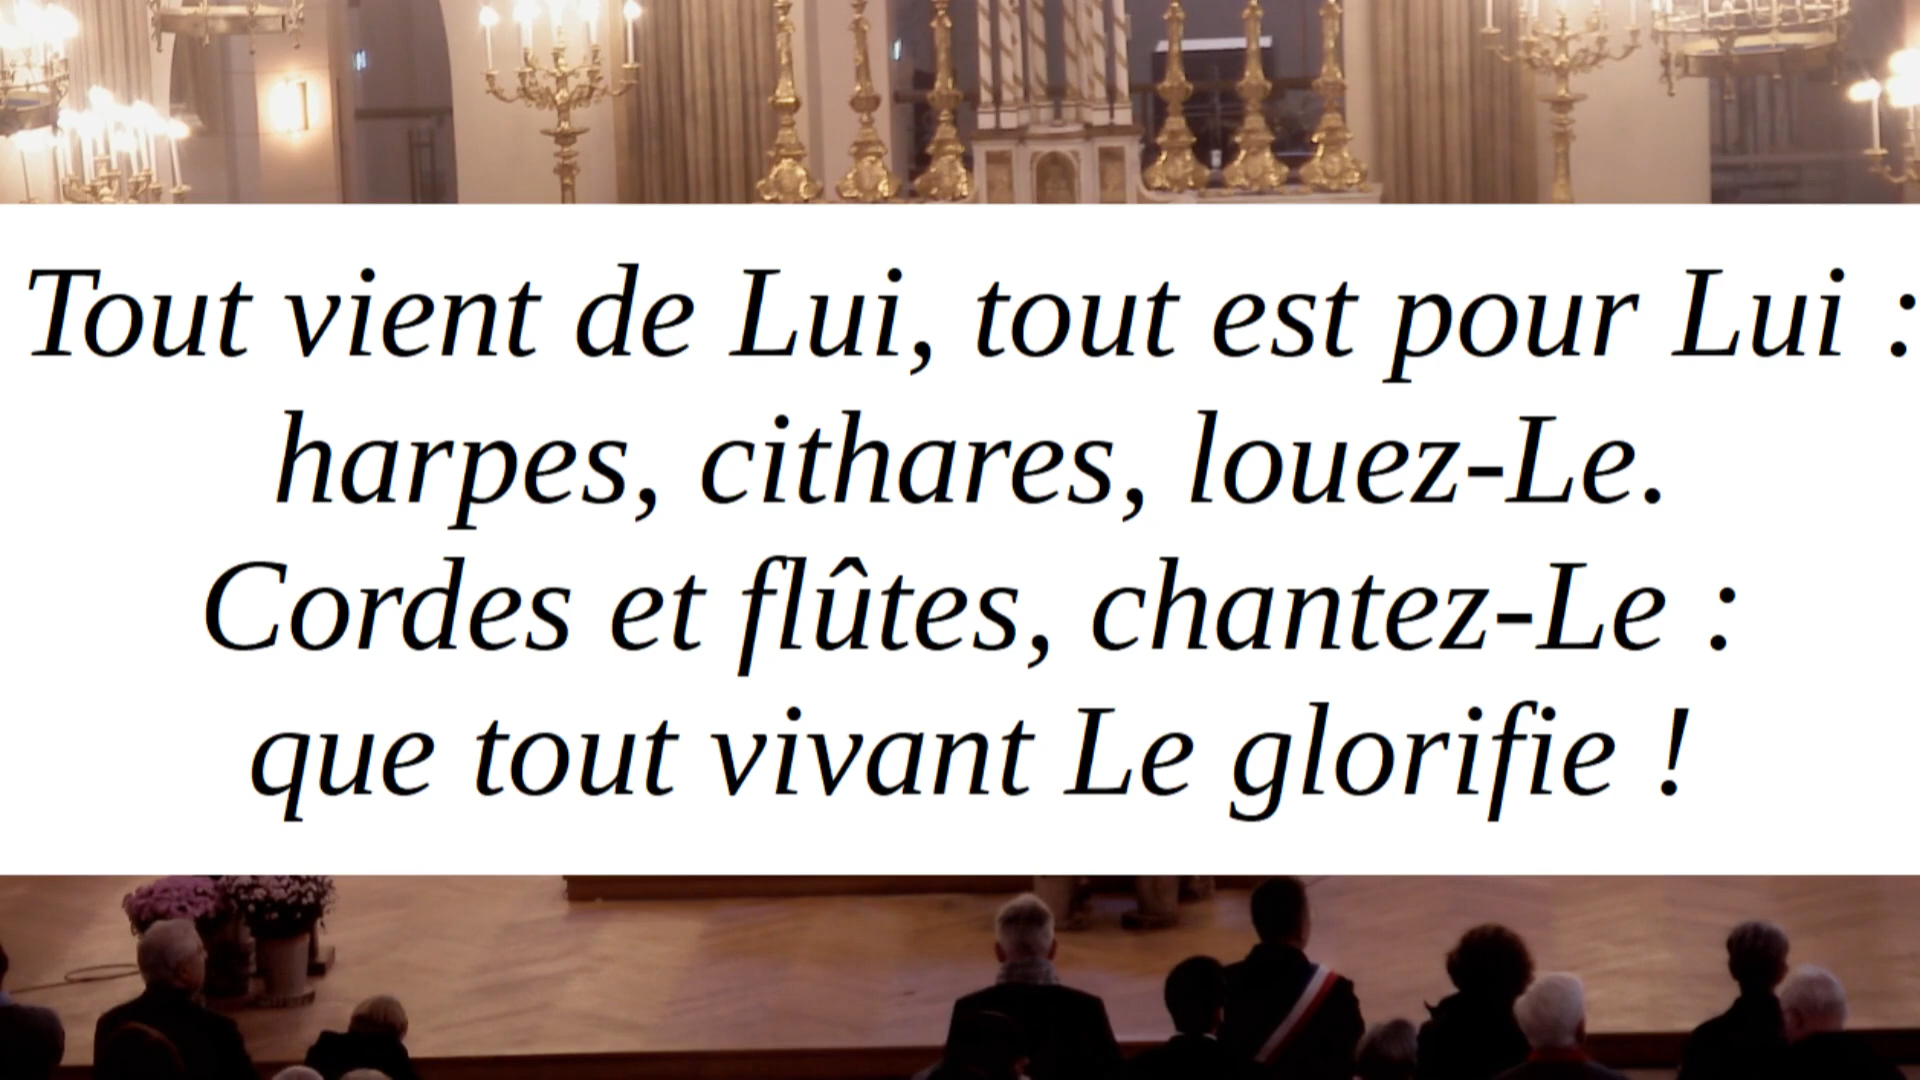 Tout vient de Lui, tout est pour Lui :
harpes, cithares, louez-Le.
Cordes et flûtes, chantez-Le :
que tout vivant Le glorifie !